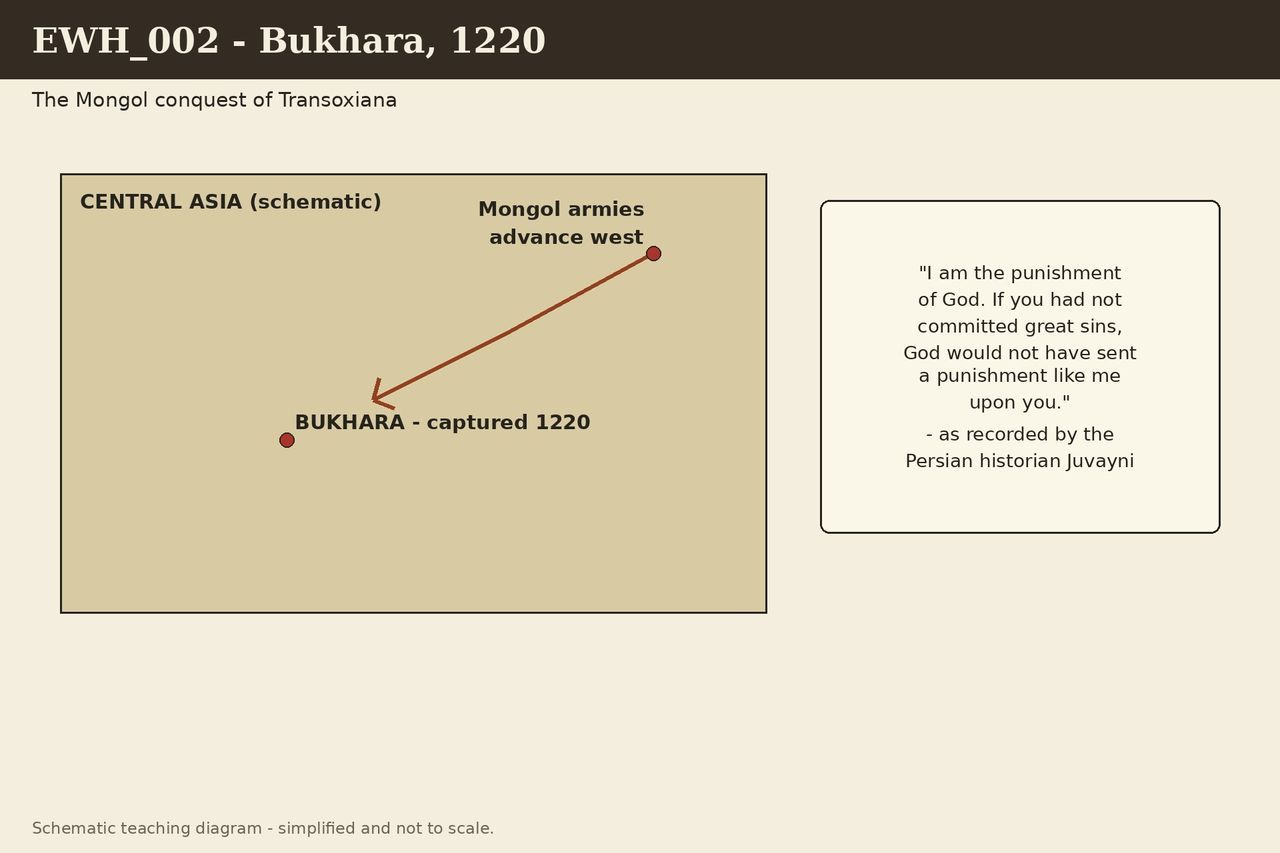 EWH_002 - Bukhara, 1220
The Mongol conquest of Transoxiana
CENTRAL ASIA (schematic)
Mongol armies
advance west
BUKHARA - captured 1220
"I am the punishment
of God. If you had not
committed great sins,
God would not have sent
a punishment like me
upon you."
- as recorded by the
Persian historian Juvayni
Schematic teaching diagram - simplified and not to scale.